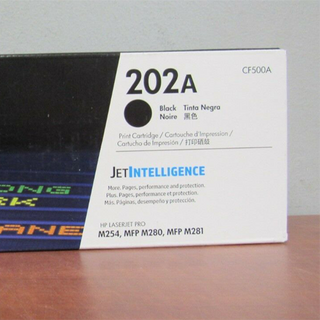 202A
CF500A
Black Tinta Negro
Noire 黑色
Print Cartridge / Cartouche d'Impression /
Cartucho de Impresión / 打印硒鼓
JETINTELLIGENCE
More. Pages, performance and protection.
Plus. Pages, performance et protection.
Más. Páginas, desempeño y protección.
HP LASERJET PRO
M254, MFP M280, MFP M281